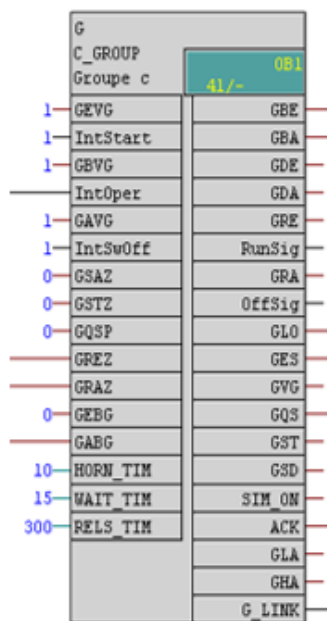 G
C_GROUP
Groupe c
OB1
41/-
1 GEVG GBE
1 IntStart GBA
1 GBVG GDE
IntOper GDA
1 GAVG GRE
1 IntSwOff RunSig
0 GSAZ GRA
0 GSTZ OffSig
0 GQSP GLO
GREZ GES
GRAZ GVG
0 GEBG GQS
GABG GST
10 HORN_TIM GSD
15 WAIT_TIM SIM_ON
300 RELS_TIM ACK
GLA
GHA
G_LINK